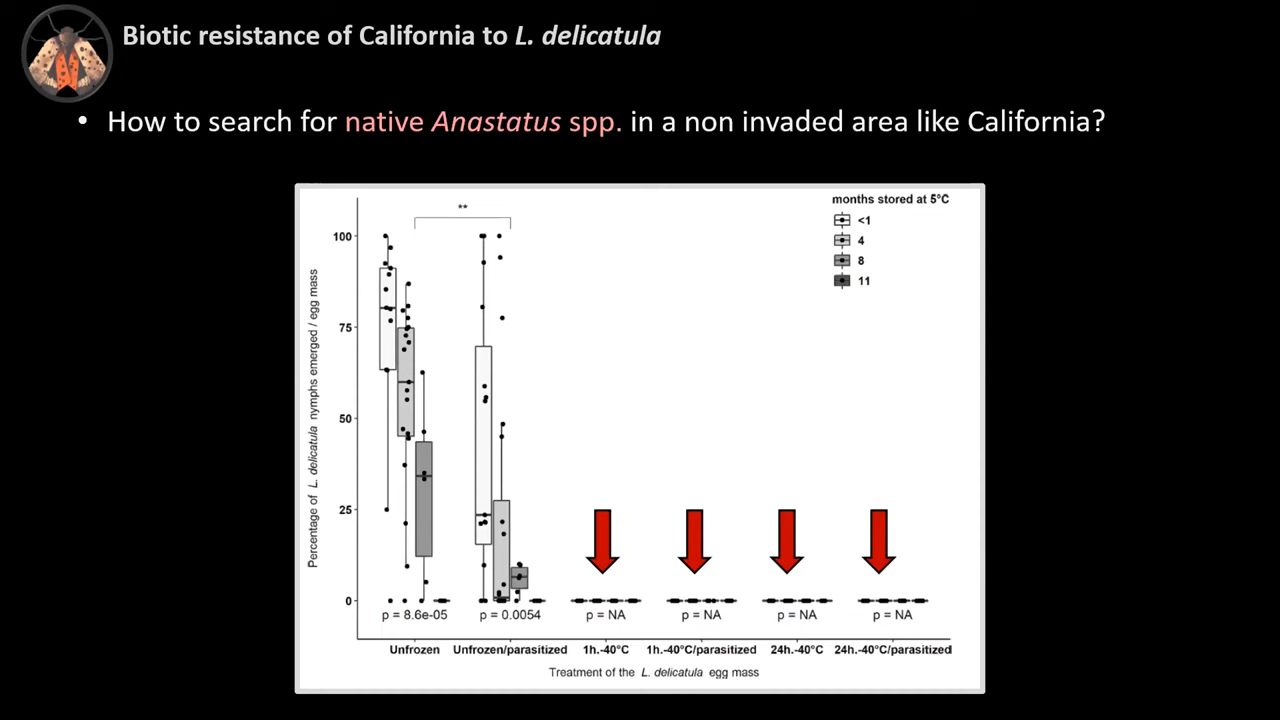 Biotic resistance of California to L. delicatula
• How to search for native Anastatus spp. in a non invaded area like California?
months stored at 5°C
<1
4
8
11
**
100
75
50
25
0
Percentage of L. delicatula nymphs emerged / egg mass
p = 8.6e-05
p = 0.0054
p = NA
p = NA
p = NA
p = NA
Unfrozen
Unfrozen/parasitized
1h.-40°C
1h.-40°C/parasitized
24h.-40°C
24h.-40°C/parasitized
Treatment of the L. delicatula egg mass